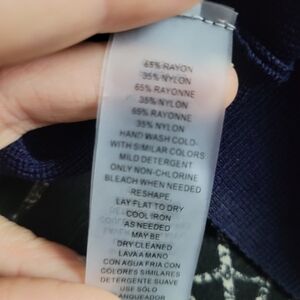 65% RAYON
35% NYLON
65% RAYONNE
35% NYLON
65% RAYONNE
35% NYLON
HAND WASH COLD-
WITH SIMILAR COLORS
MILD DETERGENT
ONLY NON-CHLORINE
BLEACH WHEN NEEDED
RESHAPE,
LAY FLAT TO DRY
COOL IRON
AS NEEDED
MAY BE
DRY CLEANED
LAVA A MANO
CON AGUA FRIA CON
COLORES SIMILARES
DETERGENTE SUAVE
USE SOLO
BLANQUEADOR